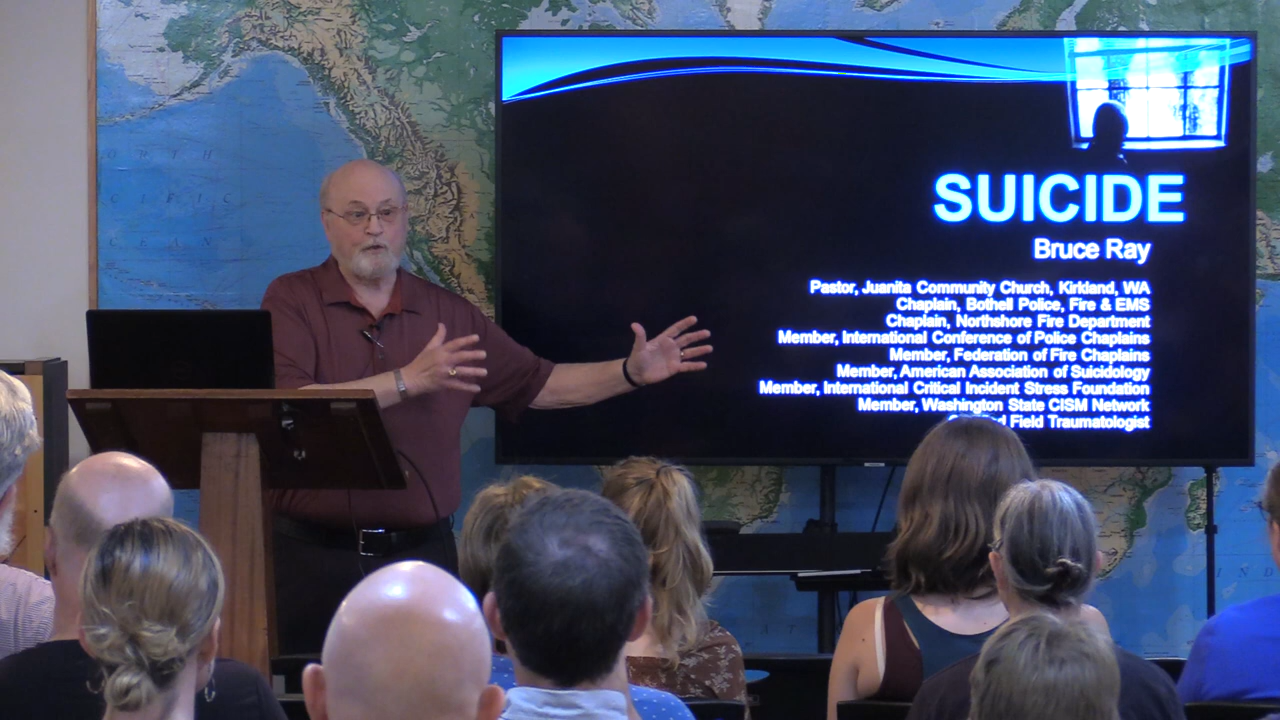 SUICIDE
Bruce Ray
Pastor, Juanita Community Church, Kirkland, WA
Chaplain, Bothell Police, Fire & EMS
Chaplain, Northshore Fire Department
Member, International Conference of Police Chaplains
Member, Federation of Fire Chaplains
Member, American Association of Suicidology
Member, International Critical Incident Stress Foundation
Member, Washington State CISM Network
Field Traumatologist